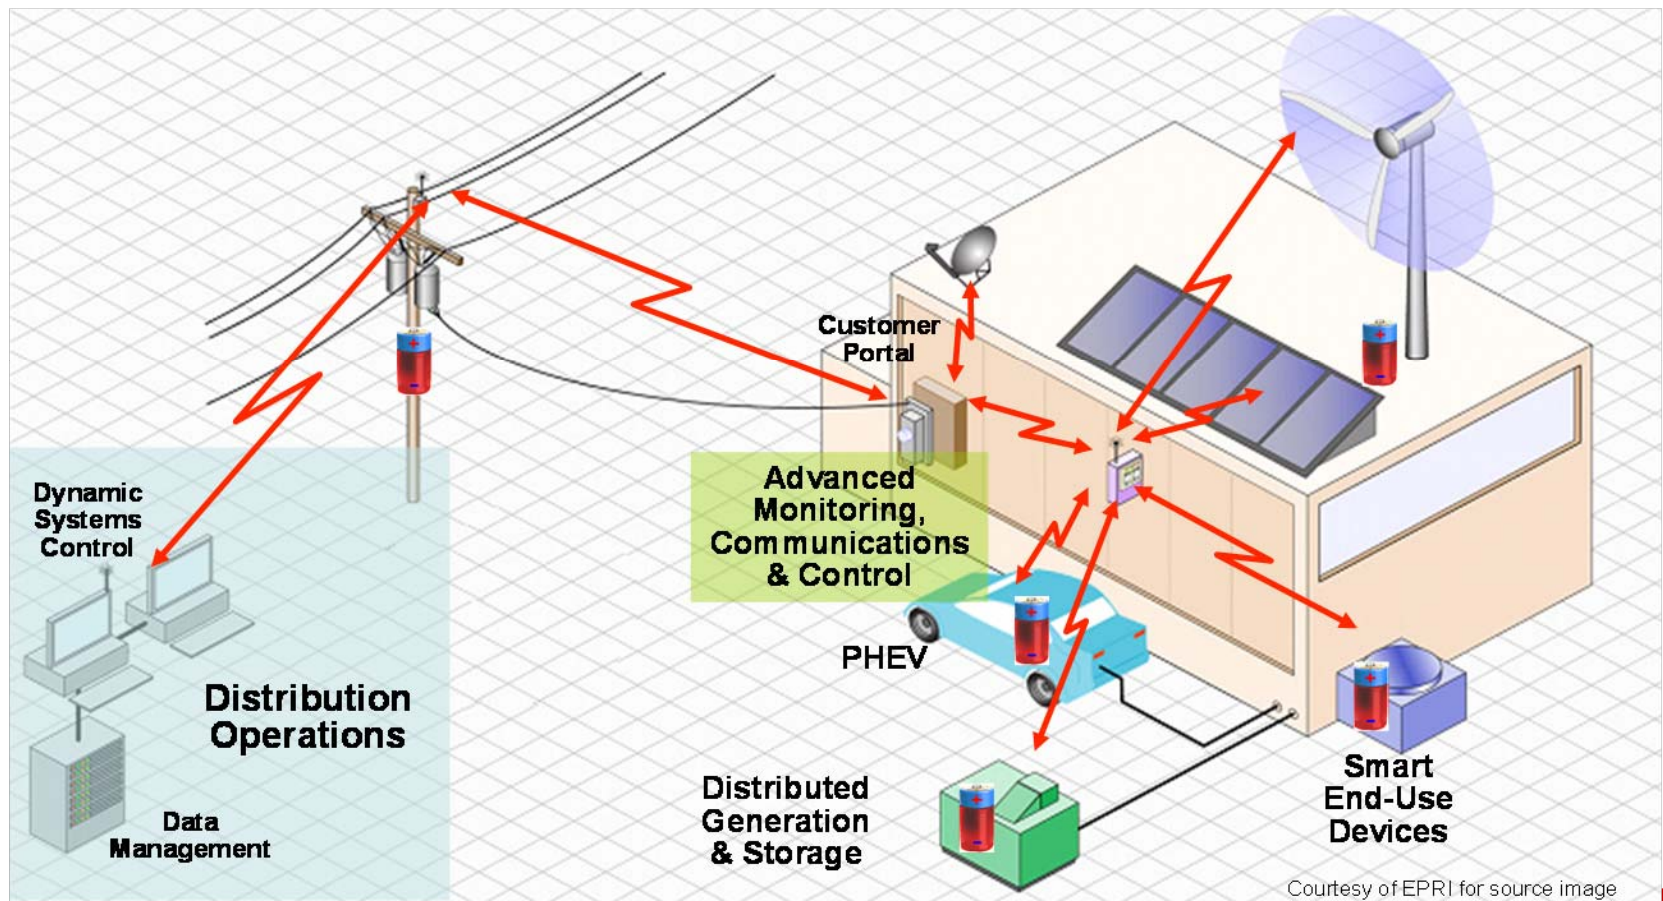 Customer
Portal
Dynamic
Systems
Control
Advanced
Monitoring,
Communications
& Control
PHEV
Distribution
Operations
Data
Management
Distributed
Generation
& Storage
Smart
End-Use
Devices
Courtesy of EPRI for source image